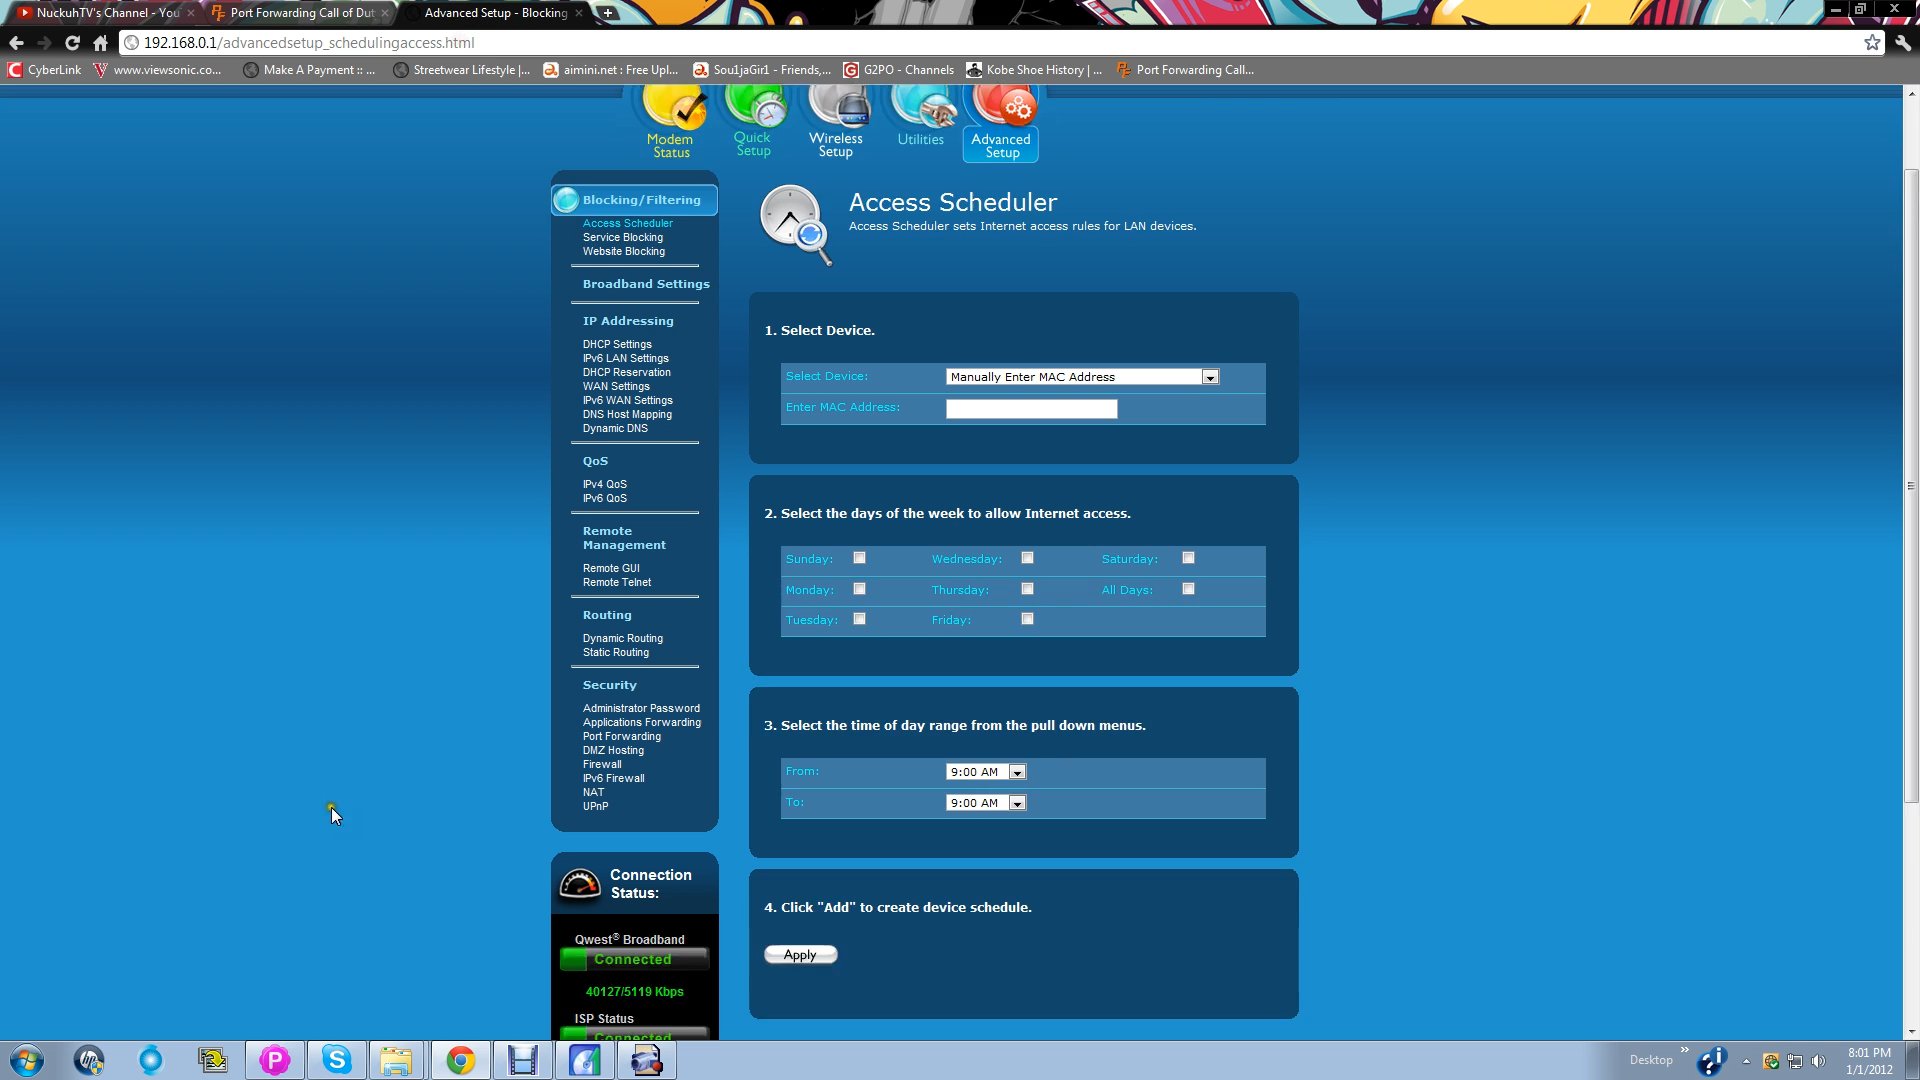 NuckuhTV's Channel - You
Port Forwarding Call of Dut
Advanced Setup - Blocking
192.168.0.1/advancedsetup_schedulingaccess.html
CyberLink
www.viewsonic.co...
Make A Payment :: ...
Streetwear Lifestyle |...
aimini.net : Free Upl...
Sou1jaGir1 - Friends,...
G2PO - Channels
Kobe Shoe History | ...
Port Forwarding Call...
Modem Status
Quick Setup
Wireless Setup
Utilities
Advanced Setup
Blocking/Filtering
Access Scheduler
Service Blocking
Website Blocking
Broadband Settings
IP Addressing
DHCP Settings
IPv6 LAN Settings
DHCP Reservation
WAN Settings
IPv6 WAN Settings
DNS Host Mapping
Dynamic DNS
QoS
IPv4 QoS
IPv6 QoS
Remote
Management
Remote GUI
Remote Telnet
Routing
Dynamic Routing
Static Routing
Security
Administrator Password
Applications Forwarding
Port Forwarding
DMZ Hosting
Firewall
IPv6 Firewall
NAT
UPnP
Connection
Status:
Qwest® Broadband
Connected
40127/5119 Kbps
ISP Status
Connected
Access Scheduler
Access Scheduler sets Internet access rules for LAN devices.
1. Select Device.
Select Device: Manually Enter MAC Address
Enter MAC Address:
2. Select the days of the week to allow Internet access.
Sunday: Wednesday: Saturday:
Monday: Thursday: All Days:
Tuesday: Friday:
3. Select the time of day range from the pull down menus.
From: 9:00 AM
To: 9:00 AM
4. Click "Add" to create device schedule.
Apply
Desktop
8:01 PM
1/1/2012